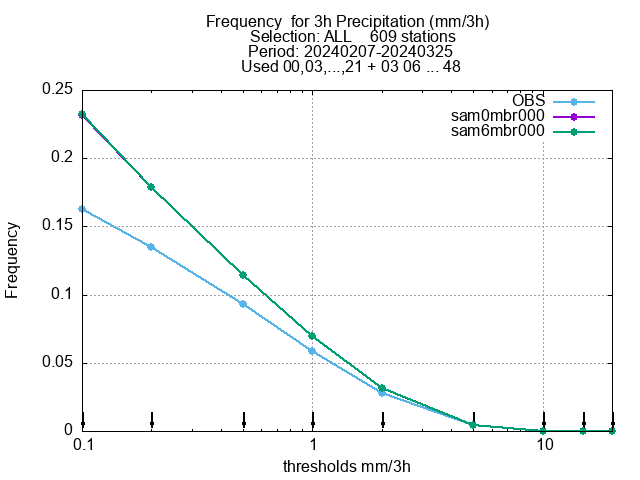 Frequency  for 3h Precipitation (mm/3h)
Selection: ALL    609 stations
Period: 20240207-20240325
Used 00,03,...,21 + 03 06 ... 48
OBS
sam0mbr000
sam6mbr000
0.25
0.2
0.15
0.1
0.05
0
Frequency
0.1
1
10
thresholds mm/3h